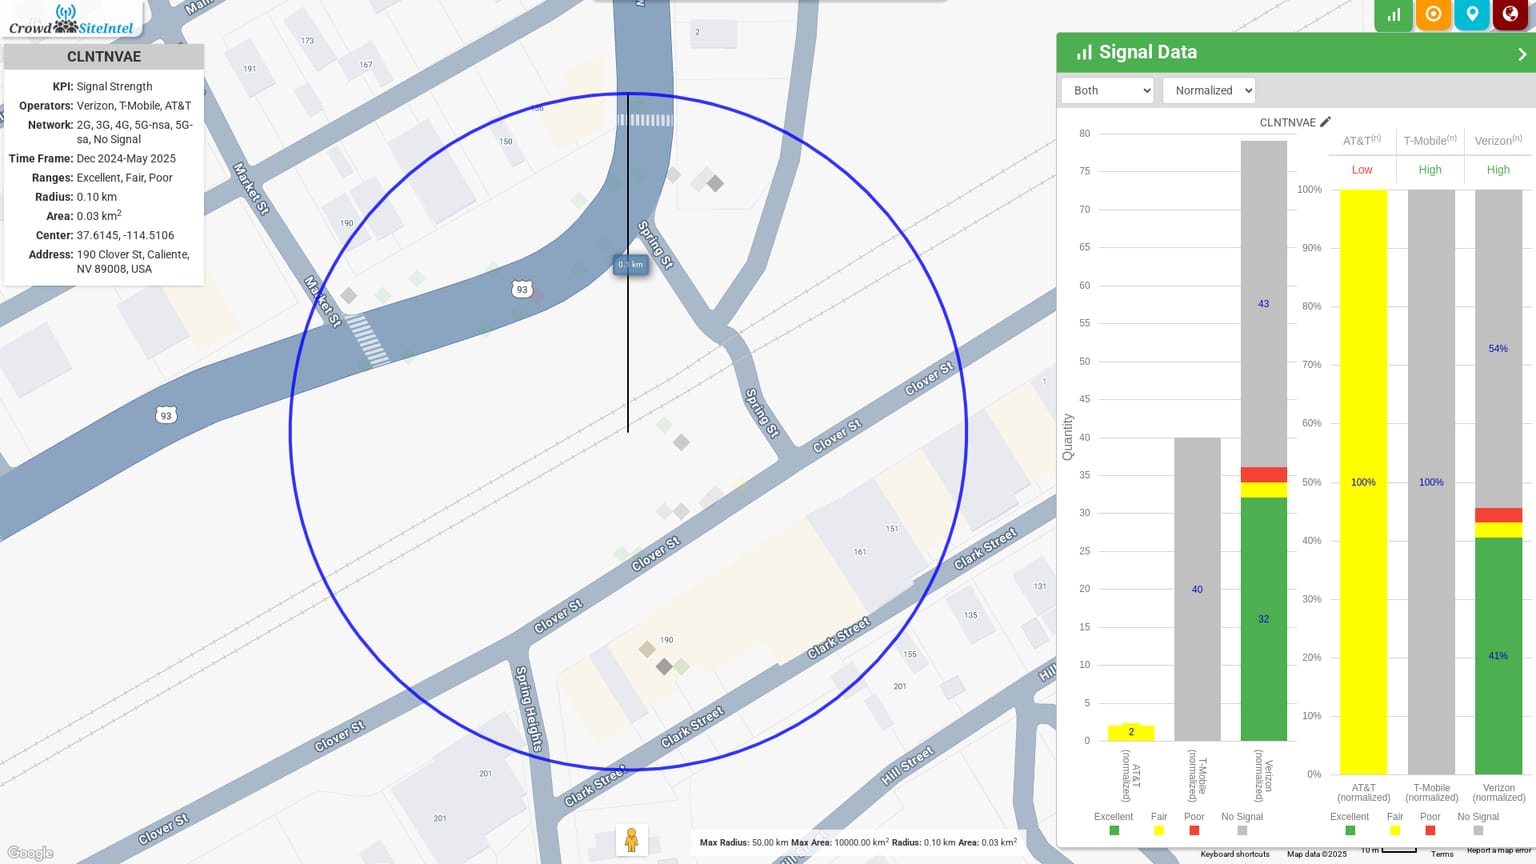 Crowd SiteIntel
CLNTNVAE
KPI: Signal Strength
Operators: Verizon, T-Mobile, AT&T
Network: 2G, 3G, 4G, 5G-nsa, 5G-
sa, No Signal
Time Frame: Dec 2024-May 2025
Ranges: Excellent, Fair, Poor
Radius: 0.10 km
Area: 0.03 km²
Center: 37.6145, -114.5106
Address: 190 Clover St, Caliente,
NV 89008, USA
173
191
167
2
150
190
Market St
Market St
93
93
Spring St
Spring St
Clover St
Clover St
Clover St
Clover St
Clover St
Clover St
1
151
161
131
135
155
201
190
Clark Street
Clark Street
Clark Street
Clark Street
Spring Heights
Hill Street
201
201
Google
Max Radius: 50.00 km Max Area: 10000.00 km² Radius: 0.10 km Area: 0.03 km²
Signal Data
Both
Normalized
CLNTNVAE
80
75
70
65
60
55
50
45
40
35
30
25
20
15
10
5
0
Quantity
43
40
32
2
AT&T
(normalized)
T-Mobile
(normalized)
Verizon
(normalized)
Excellent
Fair
Poor
No Signal
AT&T(n)
T-Mobile(n)
Verizon(n)
Low
High
High
100%
90%
80%
70%
60%
50%
40%
30%
20%
10%
0%
100%
100%
54%
41%
AT&T
(normalized)
T-Mobile
(normalized)
Verizon
(normalized)
Excellent
Fair
Poor
No Signal
Keyboard shortcuts
Map data ©2025
10 m
Terms
Report a map error